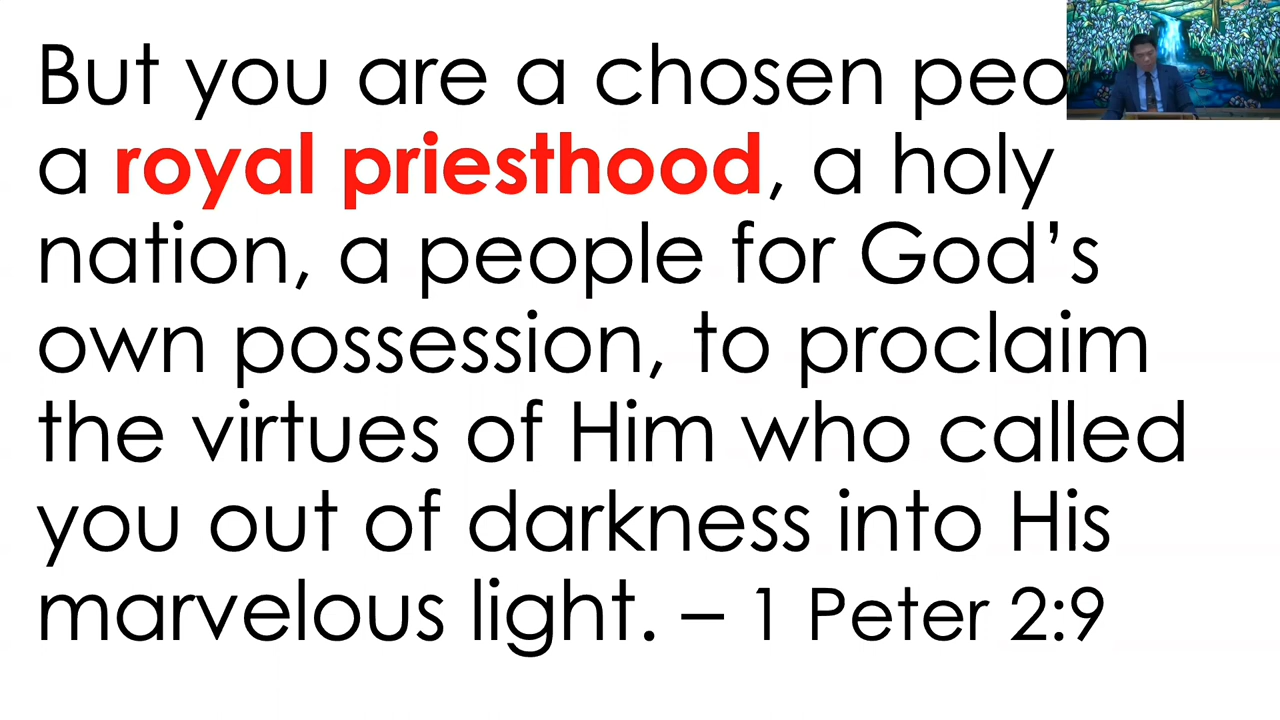 But you are a chosen peo
a royal priesthood, a holy
nation, a people for God's
own possession, to proclaim
the virtues of Him who called
you out of darkness into His
marvelous light. – 1 Peter 2:9